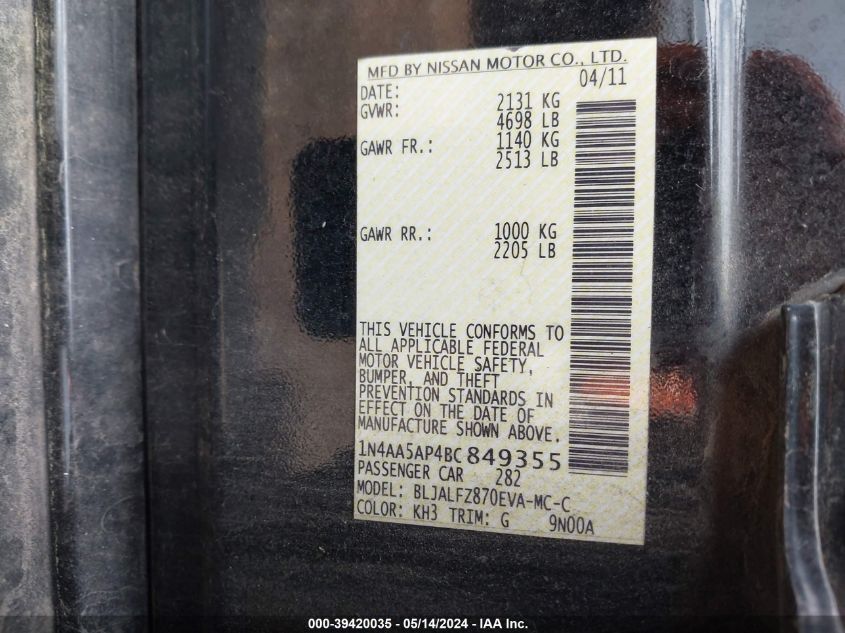 MFD BY NISSAN MOTOR CO., LTD.
DATE: 04/11
GVWR: 2131 KG
4698 LB
GAWR FR.: 1140 KG
2513 LB
GAWR RR.: 1000 KG
2205 LB
THIS VEHICLE CONFORMS TO
ALL APPLICABLE FEDERAL
MOTOR VEHICLE SAFETY,
BUMPER, AND THEFT
PREVENTION STANDARDS IN
EFFECT ON THE DATE OF
MANUFACTURE SHOWN ABOVE.
1N4AA5AP4BC849355
PASSENGER CAR 282
MODEL: BLJALFZ870EVA-MC-C
COLOR: KH3 TRIM: G 9N00A
000-39420035 - 05/14/2024 - IAA Inc.